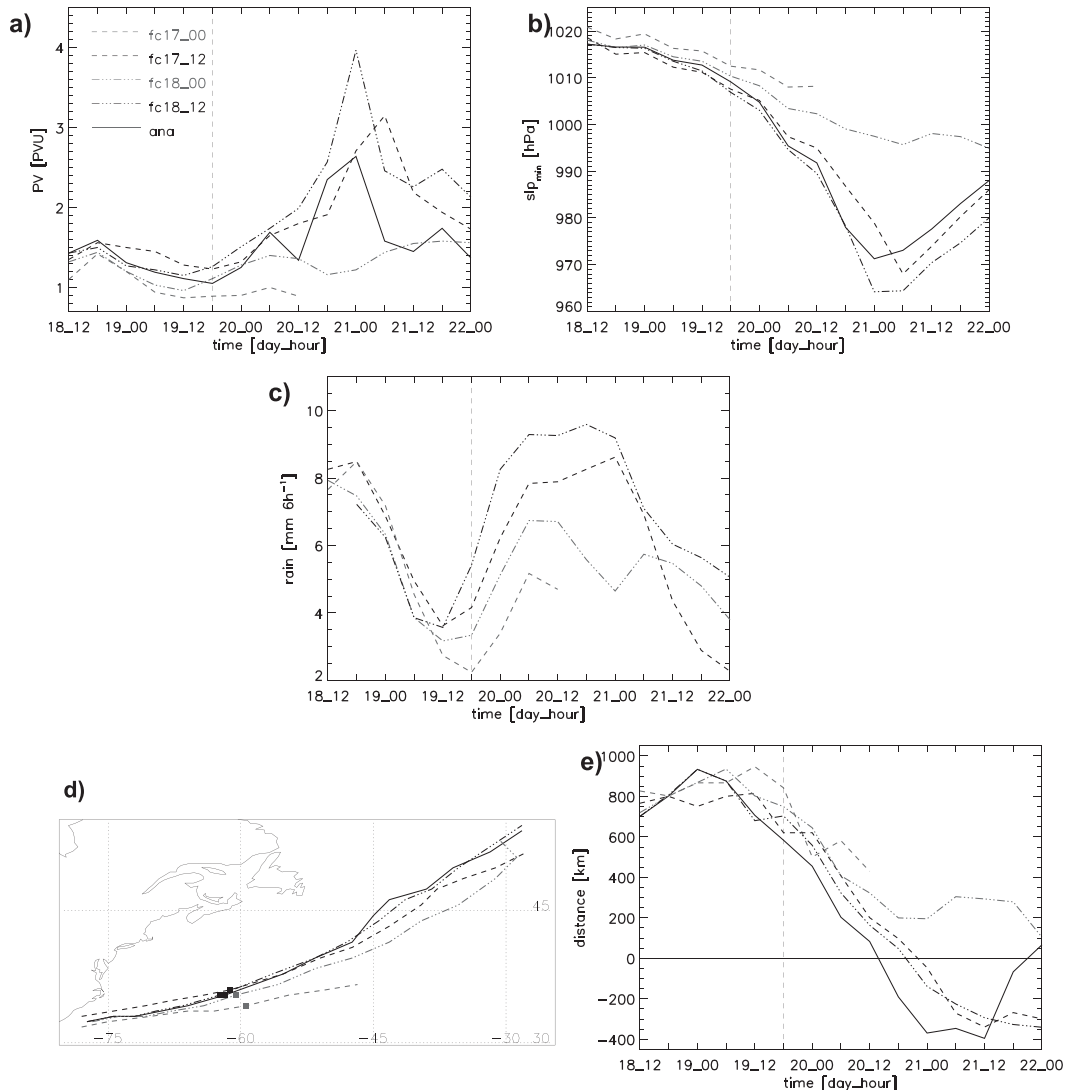 a)
fc17_00
fc17_12
fc18_00
fc18_12
ana
4
3
2
1
PV [PVU]
18_12 19_00 19_12 20_00 20_12 21_00 21_12 22_00
time [day_hour]
b)
1020
1010
1000
990
980
970
960
slp_min [hPa]
18_12 19_00 19_12 20_00 20_12 21_00 21_12 22_00
time [day_hour]
c)
10
8
6
4
2
rain [mm 6h⁻¹]
18_12 19_00 19_12 20_00 20_12 21_00 21_12 22_00
time [day_hour]
d)
45
-75 -60 -45 -30 30
e)
1000
800
600
400
200
0
-200
-400
distance [km]
18_12 19_00 19_12 20_00 20_12 21_00 21_12 22_00
time [day_hour]